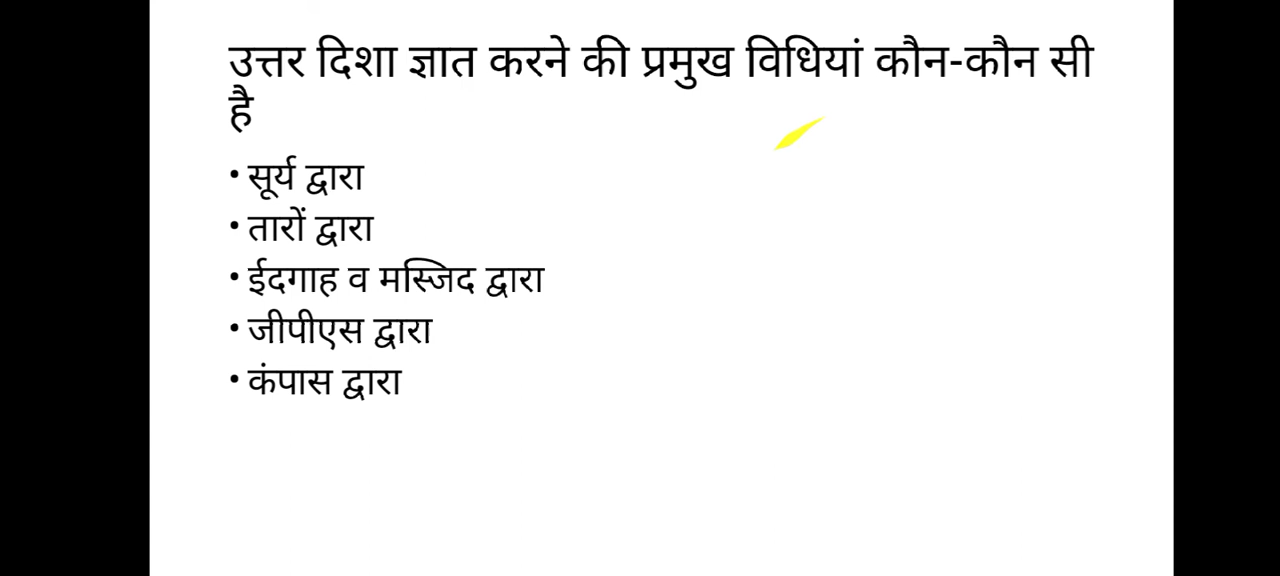 उत्तर दिशा ज्ञात करने की प्रमुख विधियां कौन-कौन सी
है
• सूर्य द्वारा
• तारों द्वारा
• ईदगाह व मस्जिद द्वारा
• जीपीएस द्वारा
• कंपास द्वारा